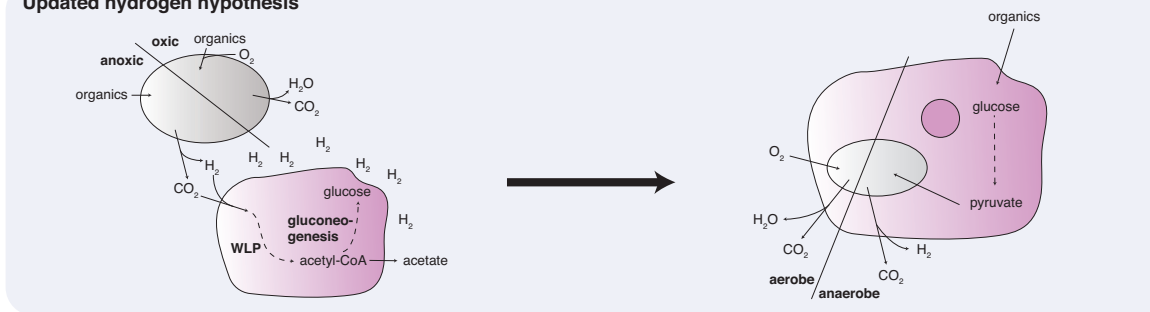 Updated hydrogen hypothesis
oxic
anoxic
organics
O2
organics
H2O
CO2
H2
H2
H2
H2
H2
H2
H2
CO2
glucose
gluconeo-
genesis
WLP
acetyl-CoA
acetate
organics
glucose
O2
pyruvate
H2O
CO2
H2
CO2
aerobe
anaerobe